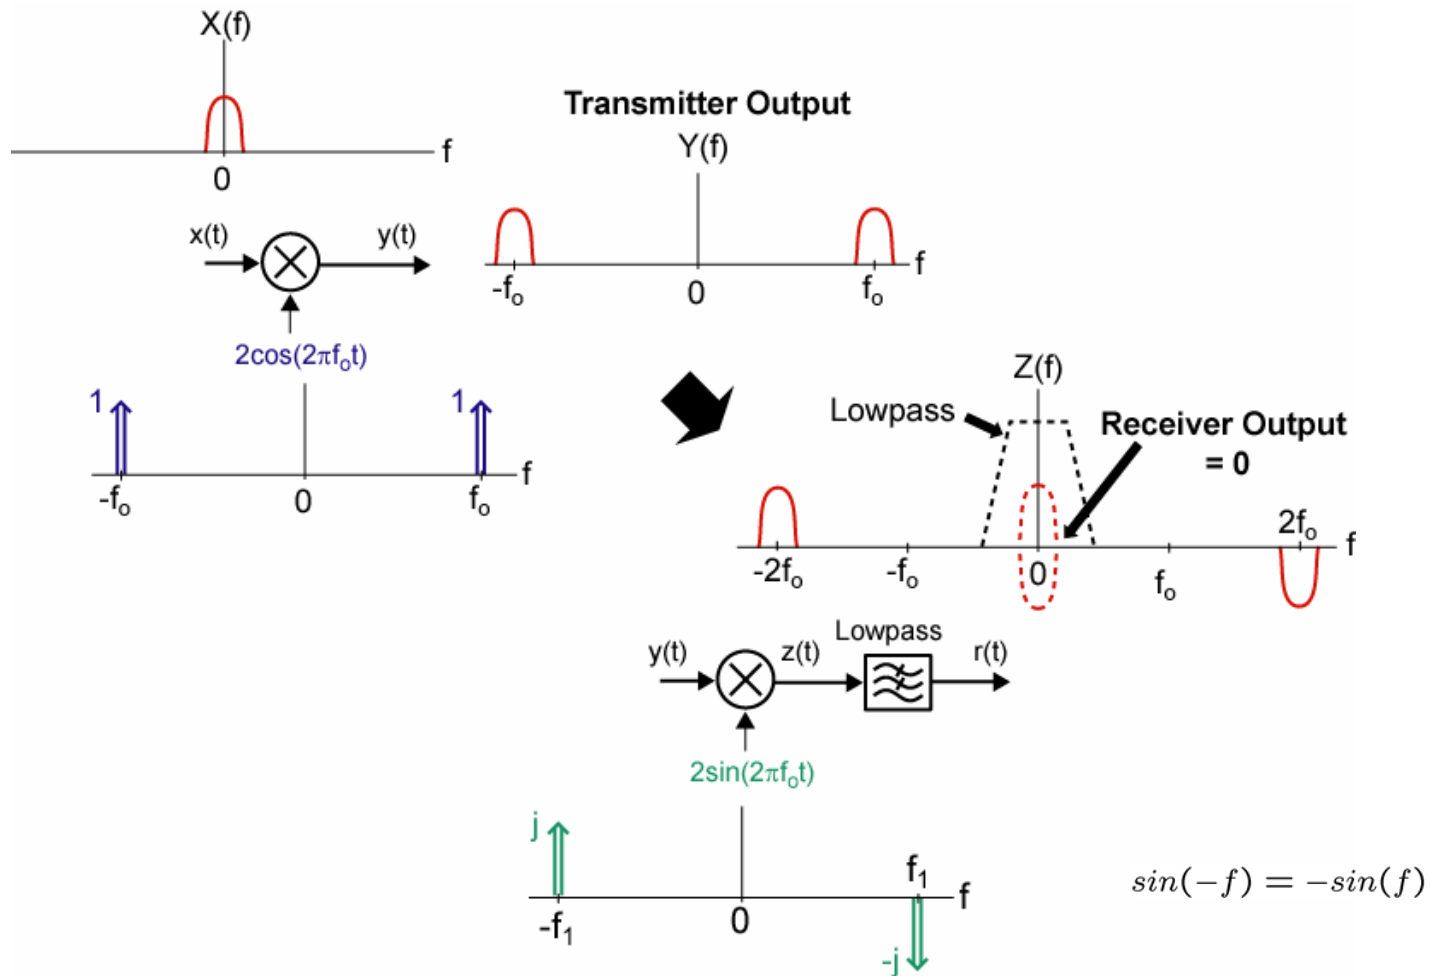 X(f)
f
0
Transmitter Output
Y(f)
x(t) y(t)
f
-fₒ 0 fₒ
2cos(2πfₒt)
1 1
f
-fₒ 0 fₒ
Z(f)
Lowpass
Receiver Output
= 0
2fₒ
f
-2fₒ -fₒ 0 fₒ
Lowpass
y(t) z(t) r(t)
2sin(2πfₒt)
j
f₁
f
-f₁ 0
-j
sin(−f) = −sin(f)